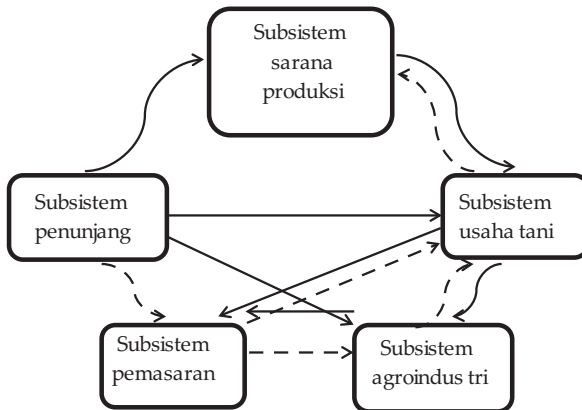 Subsistem
sarana
produksi
Subsistem
penunjang
Subsistem
usaha tani
Subsistem
pemasaran
Subsistem
agroindus tri